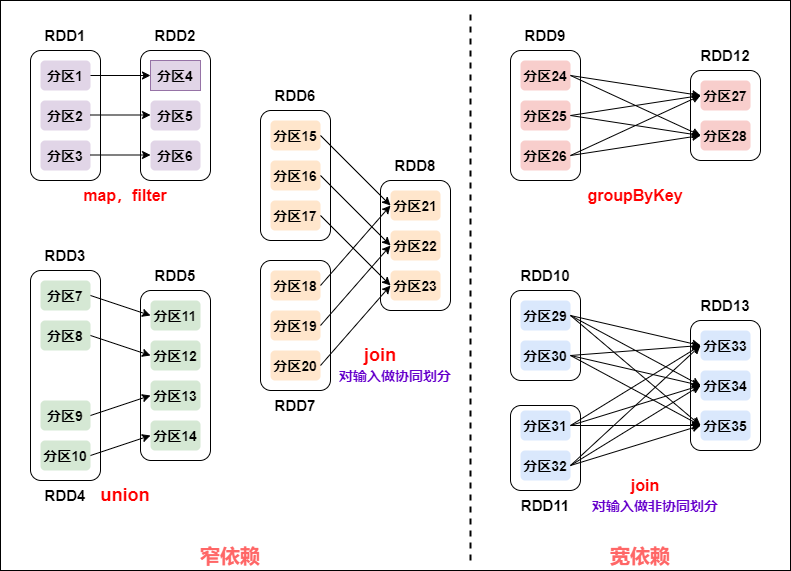 RDD1
RDD2
分区1
分区4
分区2
分区5
分区3
分区6
map，filter
RDD3
RDD5
分区7
分区8
分区11
分区12
分区9
分区13
分区10
分区14
RDD4
union
RDD6
分区15
分区16
分区17
RDD8
分区21
分区22
分区23
分区18
分区19
分区20
RDD7
join
对输入做协同划分
窄依赖
RDD9
RDD12
分区24
分区25
分区26
分区27
分区28
groupByKey
RDD10
RDD13
分区29
分区30
分区33
分区34
分区35
分区31
分区32
RDD11
join
对输入做非协同划分
宽依赖